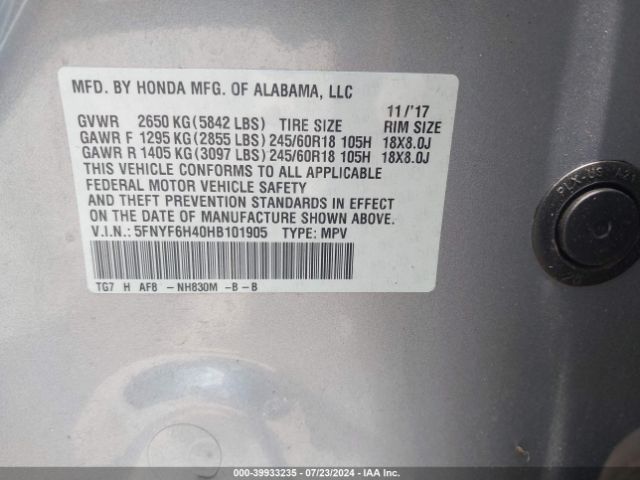 MFD. BY HONDA MFG. OF ALABAMA, LLC
11/'17
GVWR 2650 KG (5842 LBS) TIRE SIZE RIM SIZE
GAWR F 1295 KG (2855 LBS) 245/60R18 105H 18X8.0J
GAWR R 1405 KG (3097 LBS) 245/60R18 105H 18X8.0J
THIS VEHICLE CONFORMS TO ALL APPLICABLE
FEDERAL MOTOR VEHICLE SAFETY
AND THEFT PREVENTION STANDARDS IN EFFECT
ON THE DATE OF MANUFACTURE SHOWN ABOVE.
V.I.N.: 5FNYF6H40HB101905 TYPE: MPV
TG7 H AF8 -NH830M -B-B
000-39933235 - 07/23/2024 - IAA Inc.